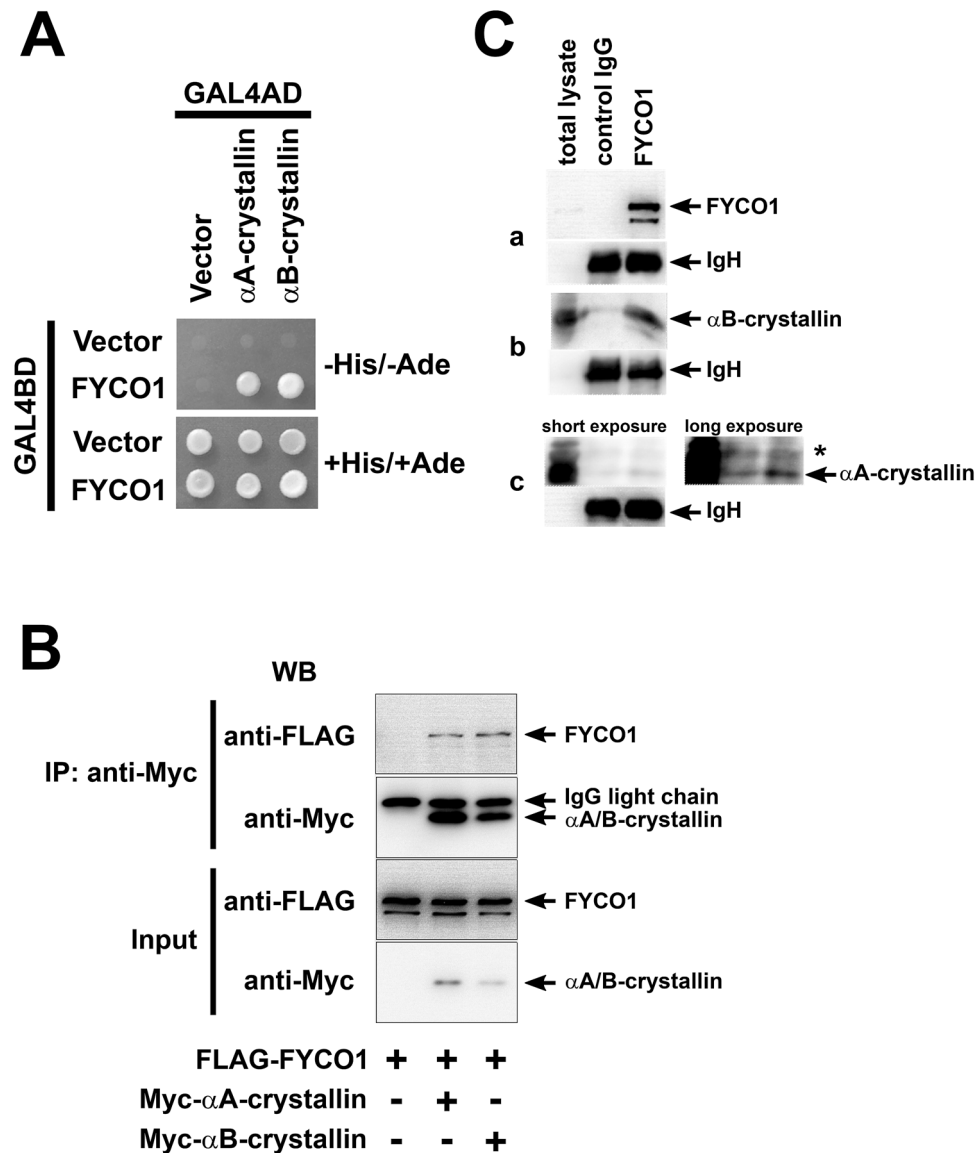 A
GAL4AD
Vector
αA-crystallin
αB-crystallin
GAL4BD
Vector
FYCO1
-His/-Ade
Vector
FYCO1
+His/+Ade
C
total lysate
control IgG
FYCO1
a
FYCO1
IgH
b
αB-crystallin
IgH
c
short exposure
long exposure
*
αA-crystallin
IgH
B
WB
IP: anti-Myc
anti-FLAG
FYCO1
anti-Myc
IgG light chain
αA/B-crystallin
Input
anti-FLAG
FYCO1
anti-Myc
αA/B-crystallin
FLAG-FYCO1 + + +
Myc-αA-crystallin - + -
Myc-αB-crystallin - - +